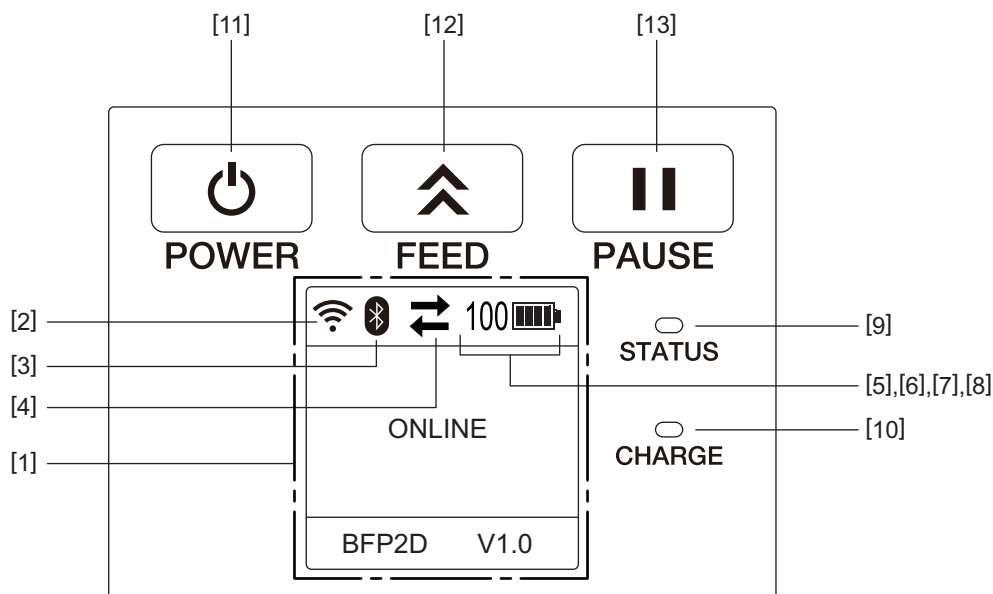 [11] [12] [13]
POWER FEED PAUSE
[2] 100 [9]
STATUS
[3]
[5],[6],[7],[8]
[4]
ONLINE [10]
CHARGE
[1]
BFP2D V1.0